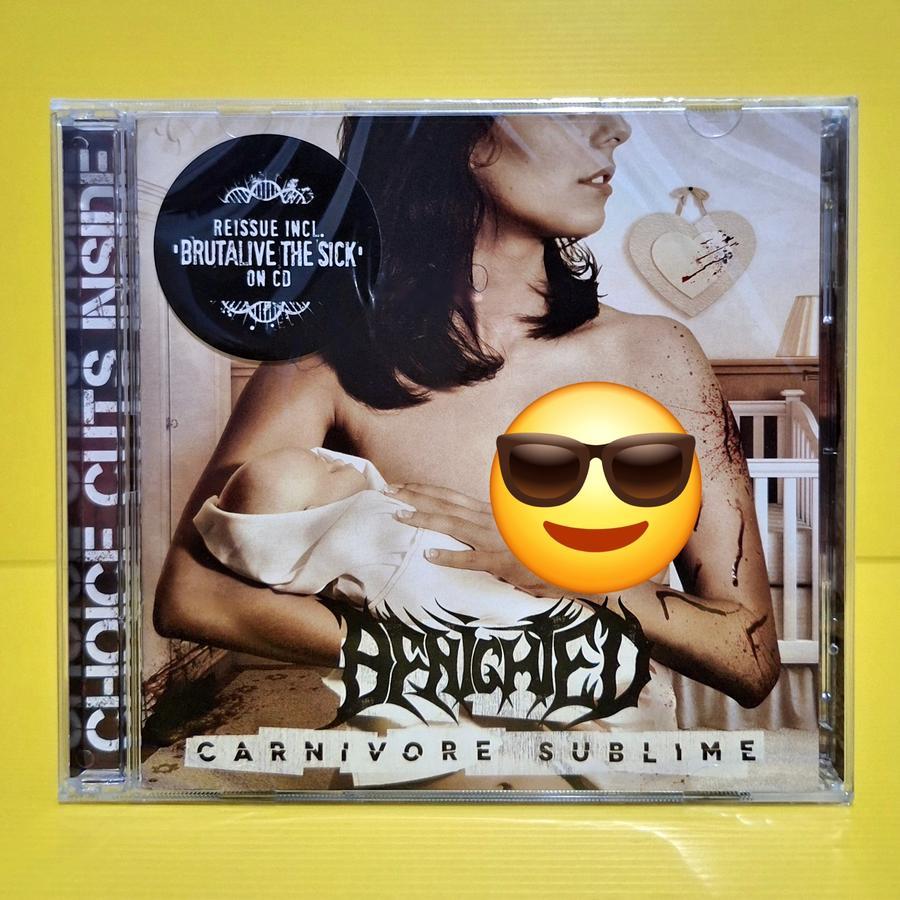 CHOICE CUTS INSIDE
REISSUE INCL.
'BRUTALIVE THE SICK'
ON CD
BENIGHTED
CARNIVORE SUBLIME